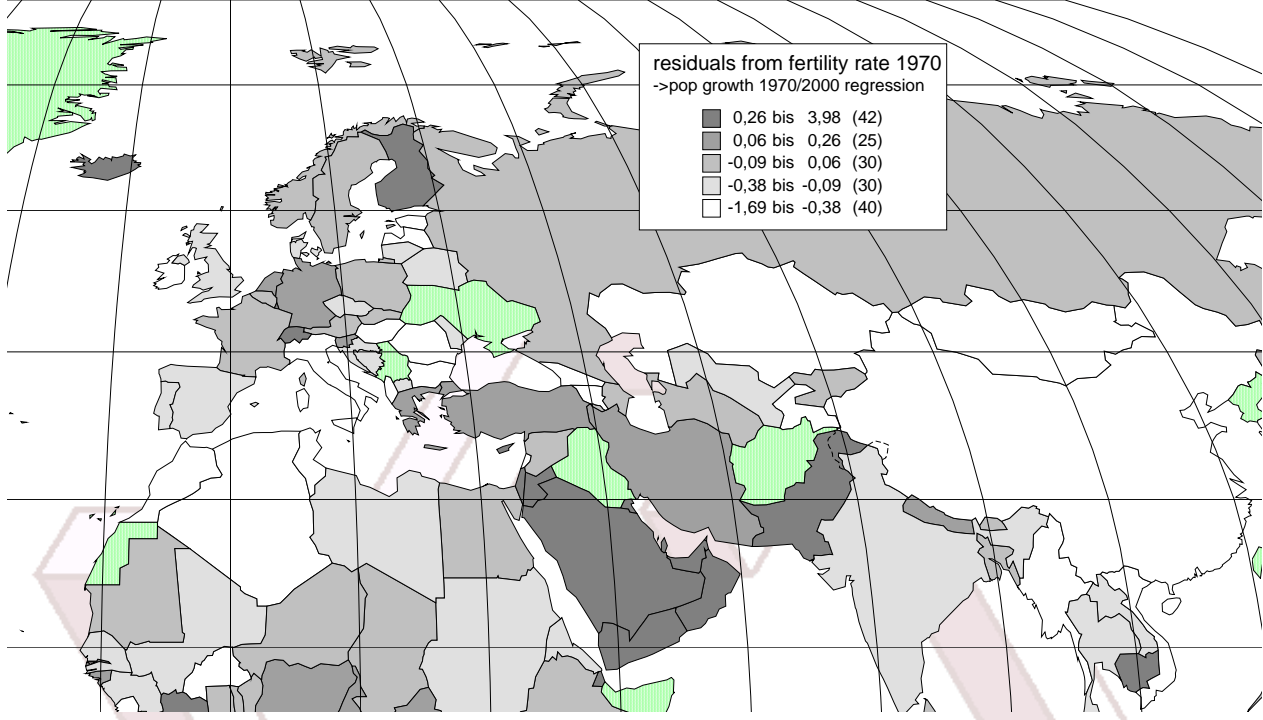 residuals from fertility rate 1970
->pop growth 1970/2000 regression
0,26 bis 3,98 (42)
0,06 bis 0,26 (25)
-0,09 bis 0,06 (30)
-0,38 bis -0,09 (30)
-1,69 bis -0,38 (40)